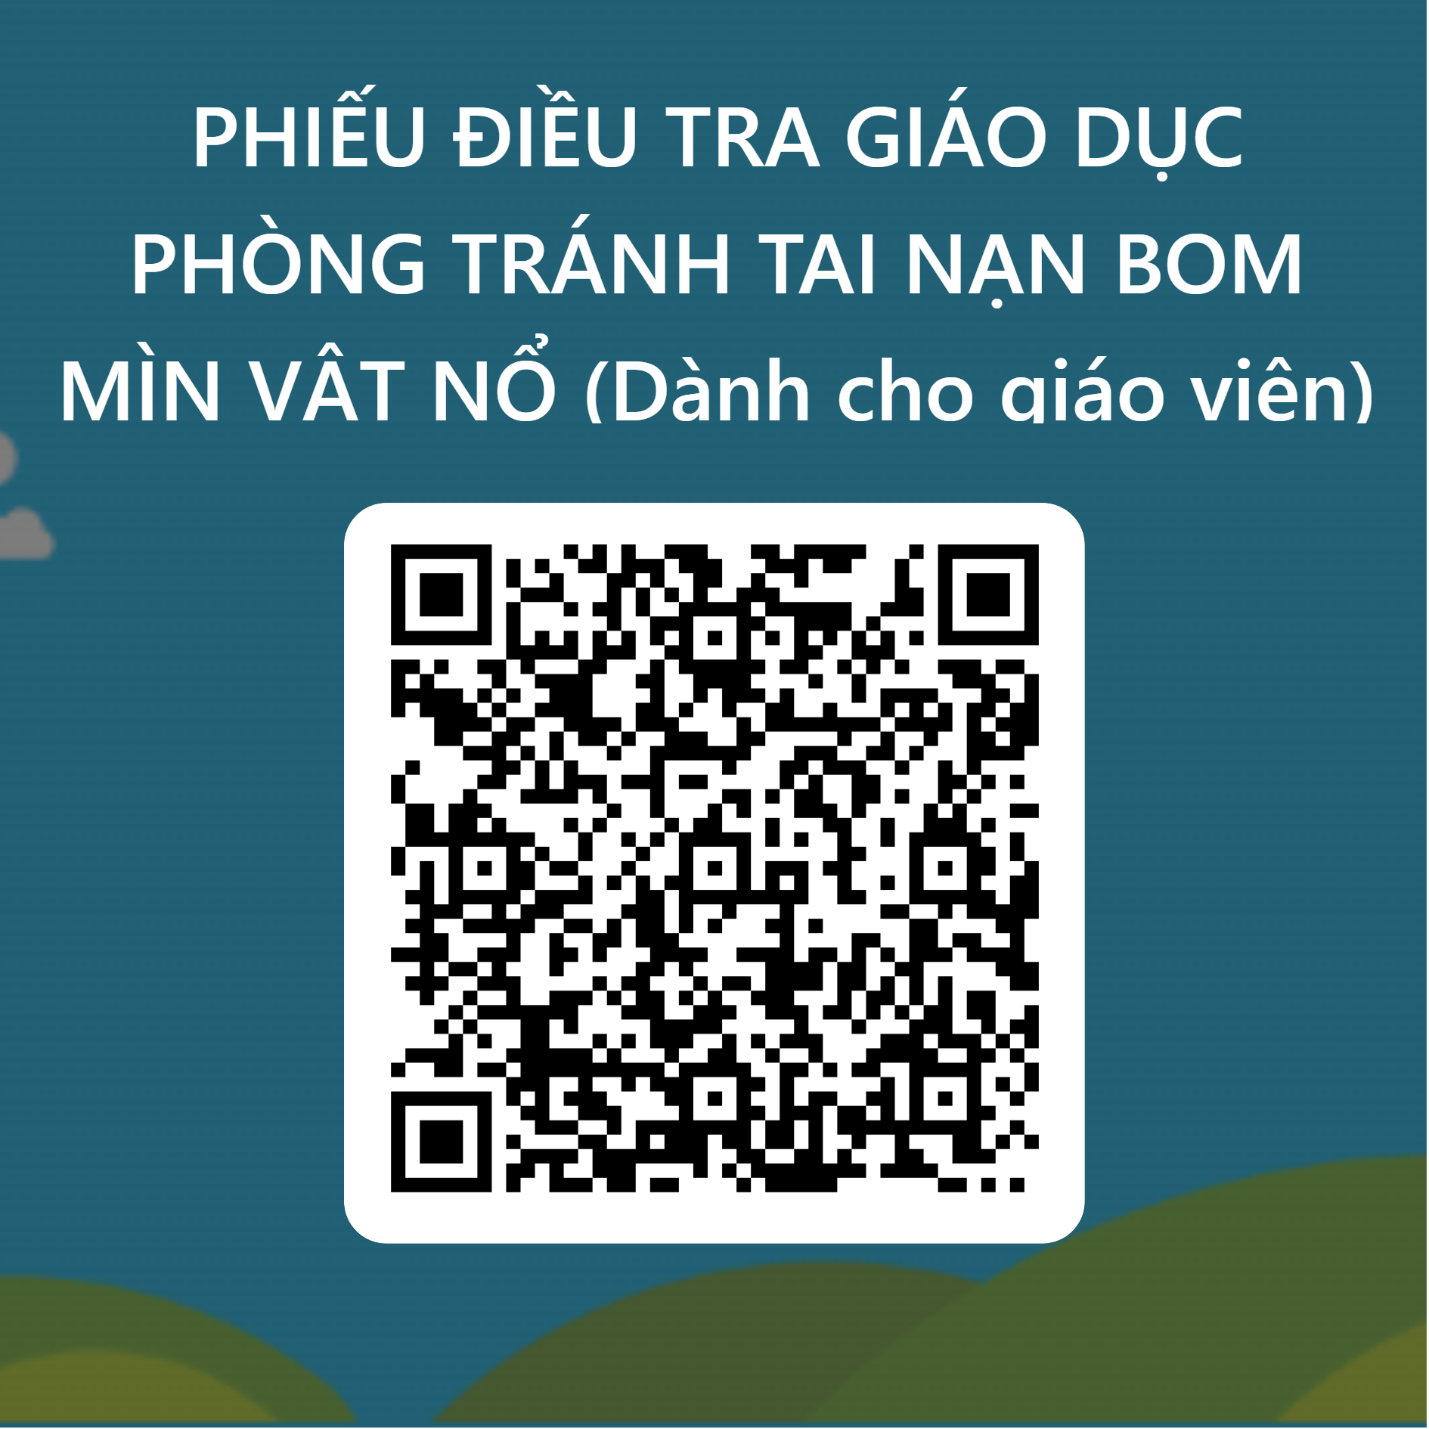 PHIẾU ĐIỀU TRA GIÁO DỤC
PHÒNG TRÁNH TAI NẠN BOM
MÌN VÂT NỔ (Dành cho giáo viên)